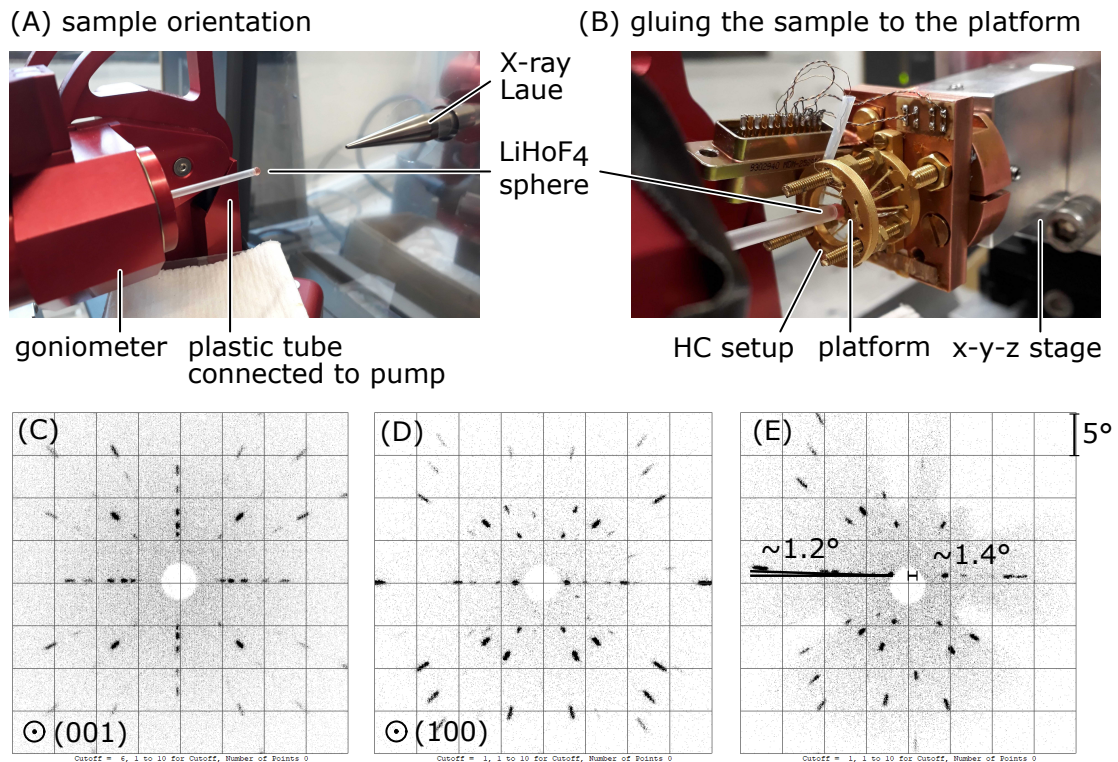 (A) sample orientation
(B) gluing the sample to the platform
X-ray
Laue
LiHoF4
sphere
goniometer
plastic tube
connected to pump
HC setup
platform
x-y-z stage
(C)
(D)
(E)
5°
~1.2°
~1.4°
(001)
(100)
Cutoff = 6, 1 to 10 for Cutoff, Number of Points 0
Cutoff = 1, 1 to 10 for Cutoff, Number of Points 0
Cutoff = 1, 1 to 10 for Cutoff, Number of Points 0